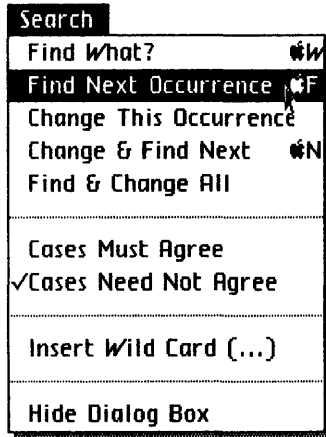 Search
Find What? W
Find Next Occurrence F
Change This Occurrence
Change & Find Next N
Find & Change All
Cases Must Agree
✓Cases Need Not Agree
Insert Wild Card (...)
Hide Dialog Box